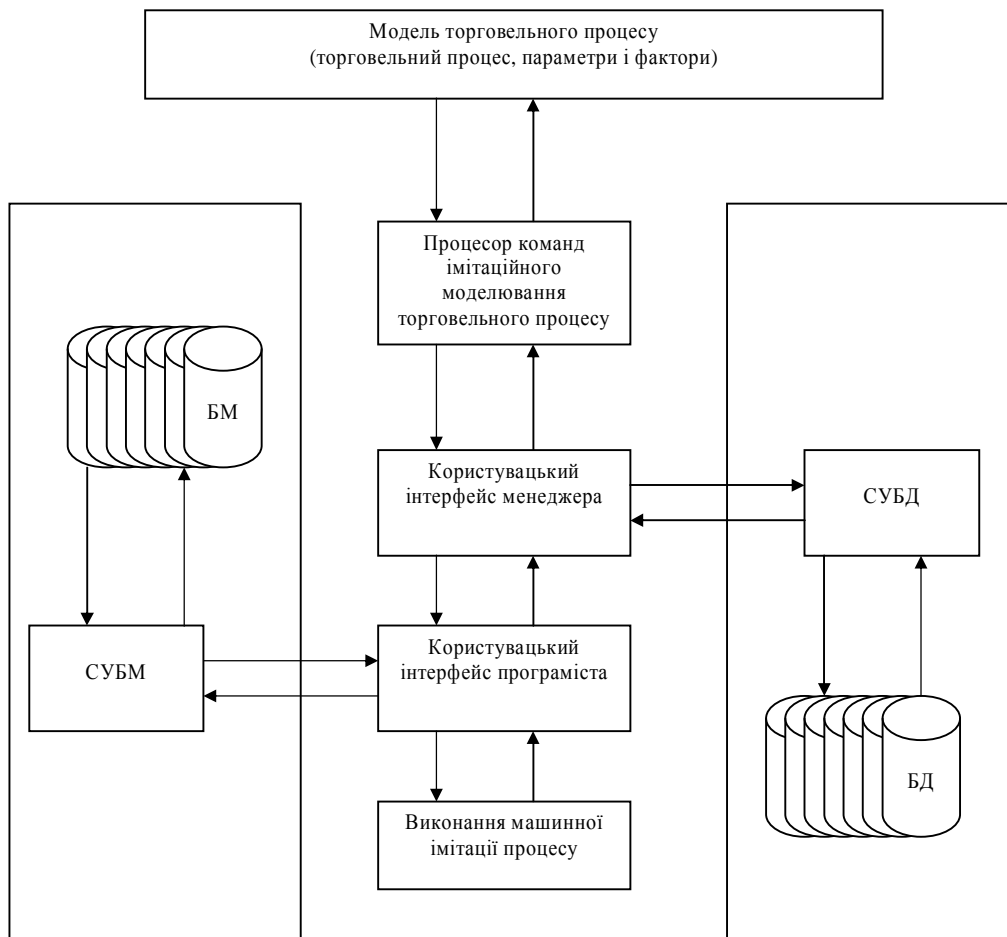 Модель торговельного процесу
(торговельний процес, параметри і фактори)
Процесор команд
імітаційного
моделювання
торговельного процесу
БМ
Користувацький
інтерфейс менеджера
СУБД
СУБМ
Користувацький
інтерфейс програміста
БД
Виконання машинної
імітації процесу